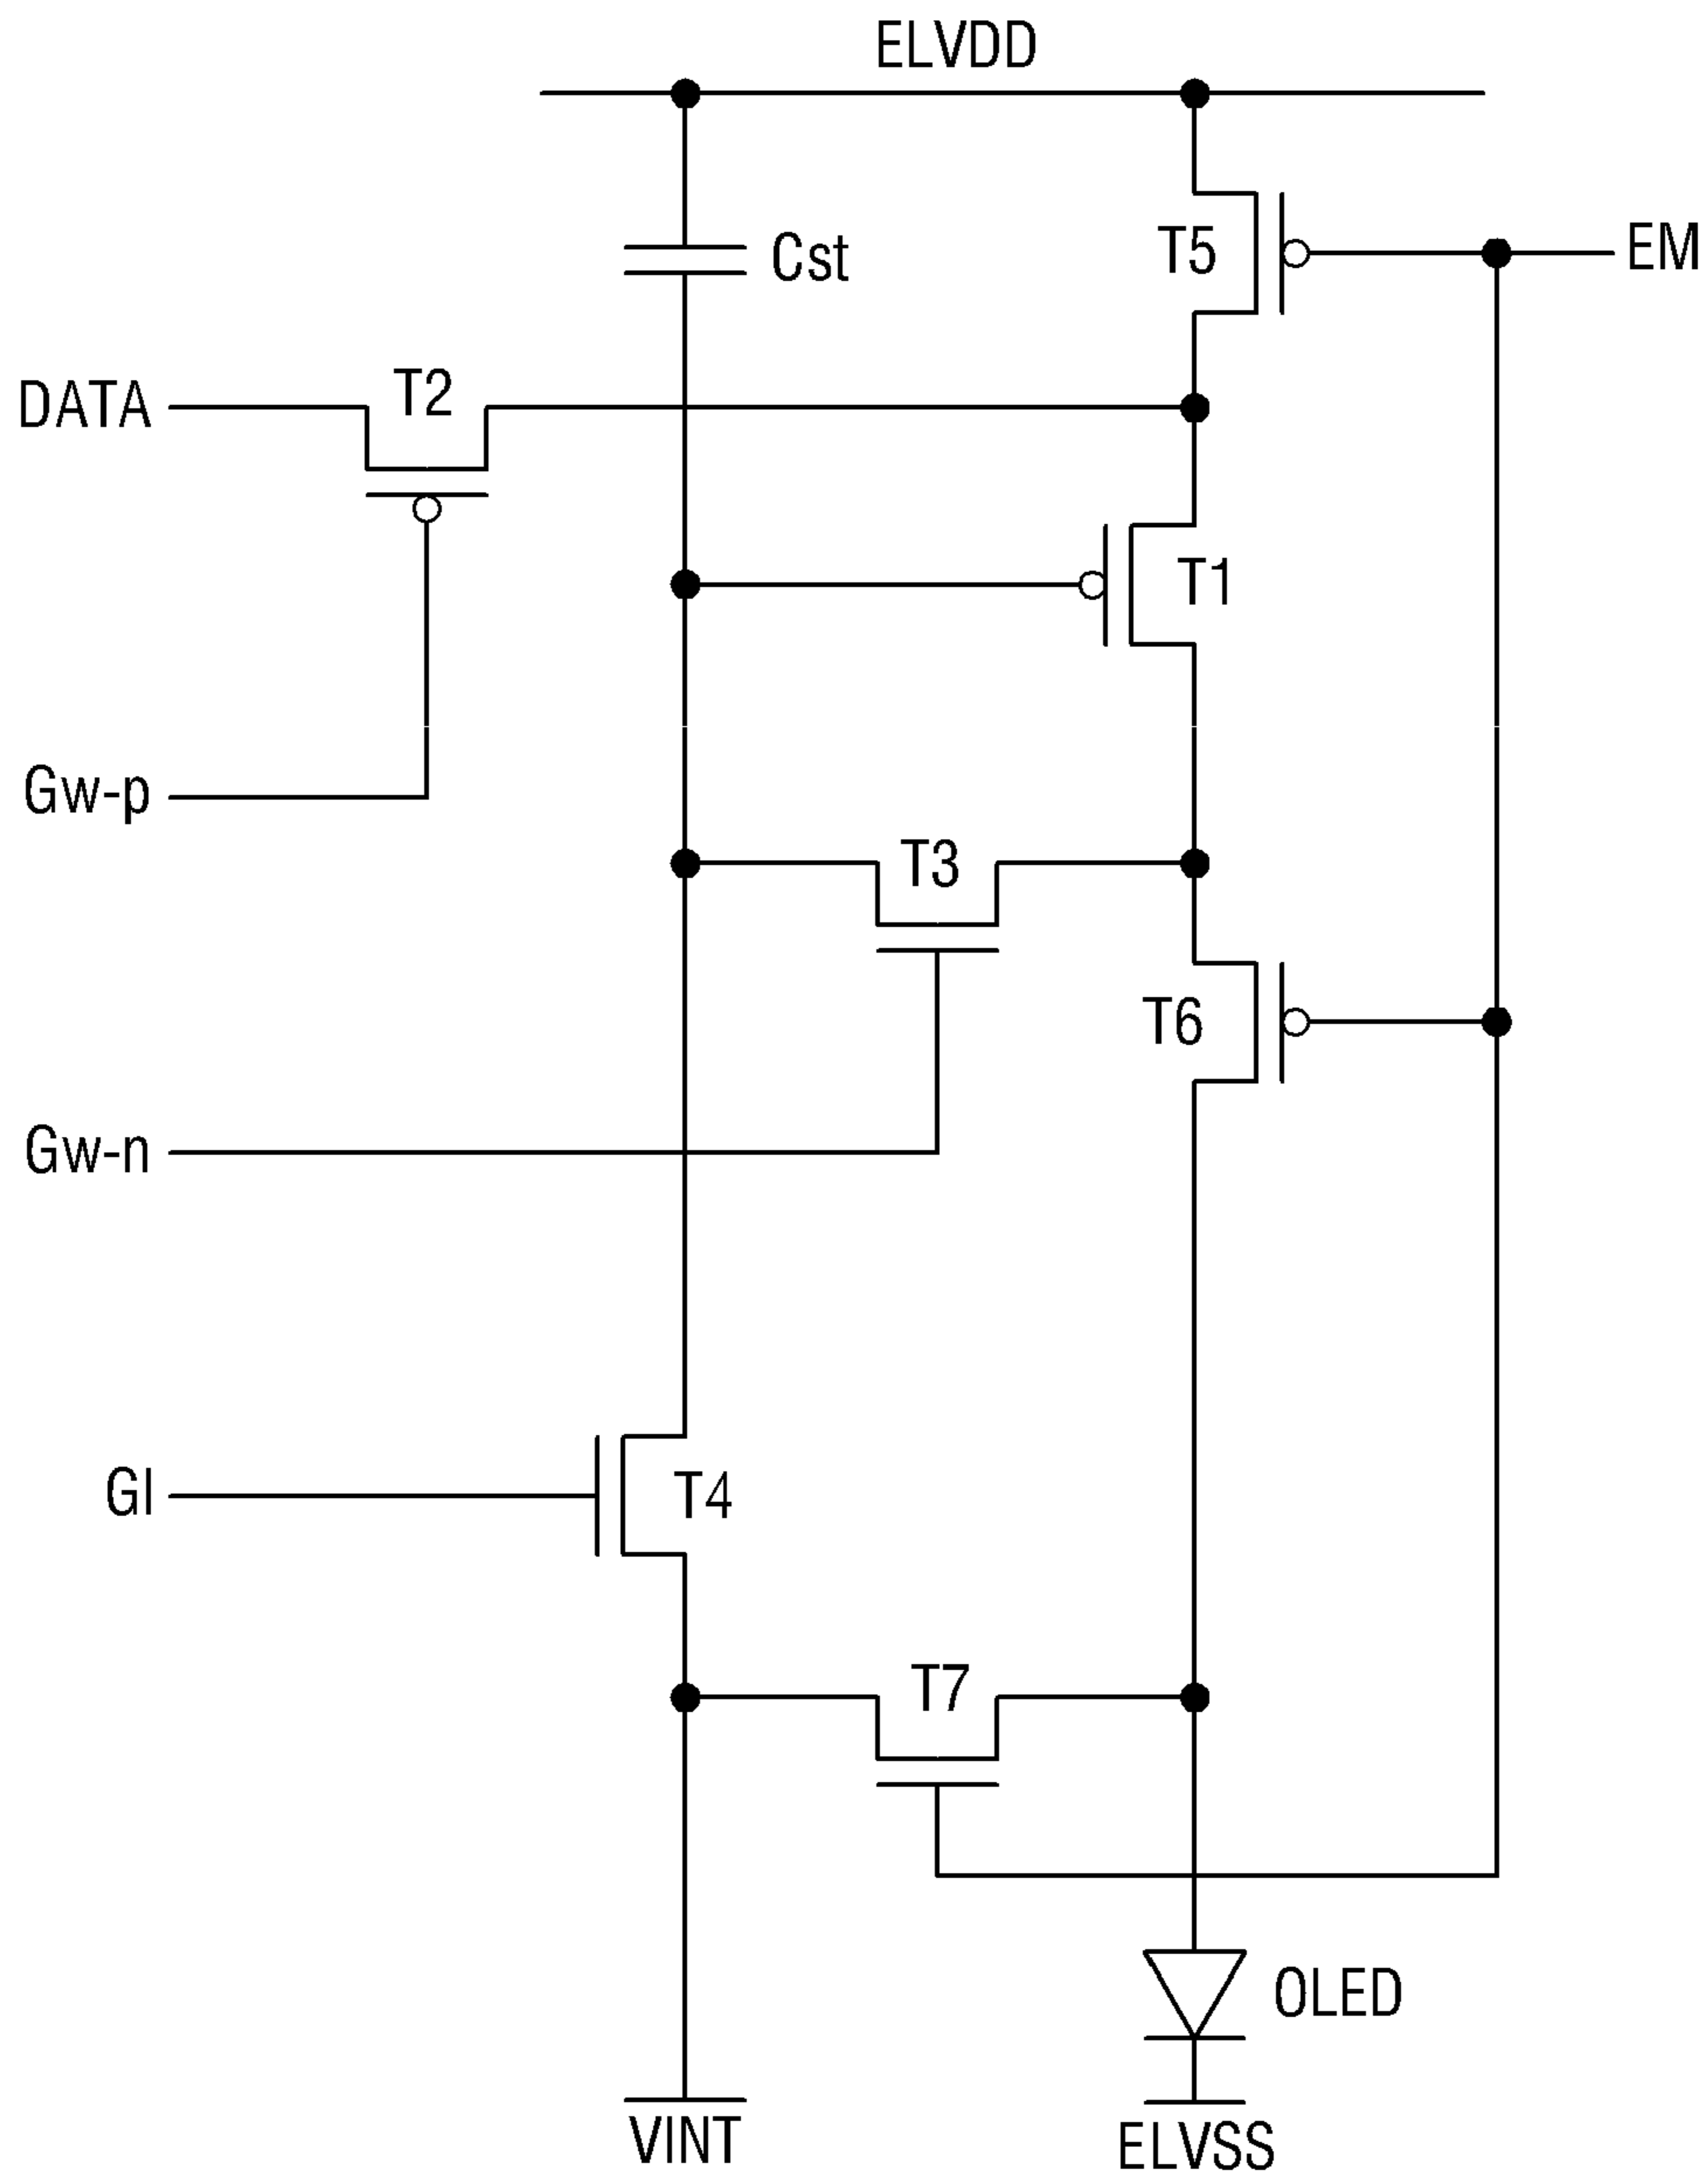 ELVDD
Cst
T5
EM
DATA
T2
T1
Gw-p
T3
T6
Gw-n
GI
T4
T7
OLED
VINT
ELVSS